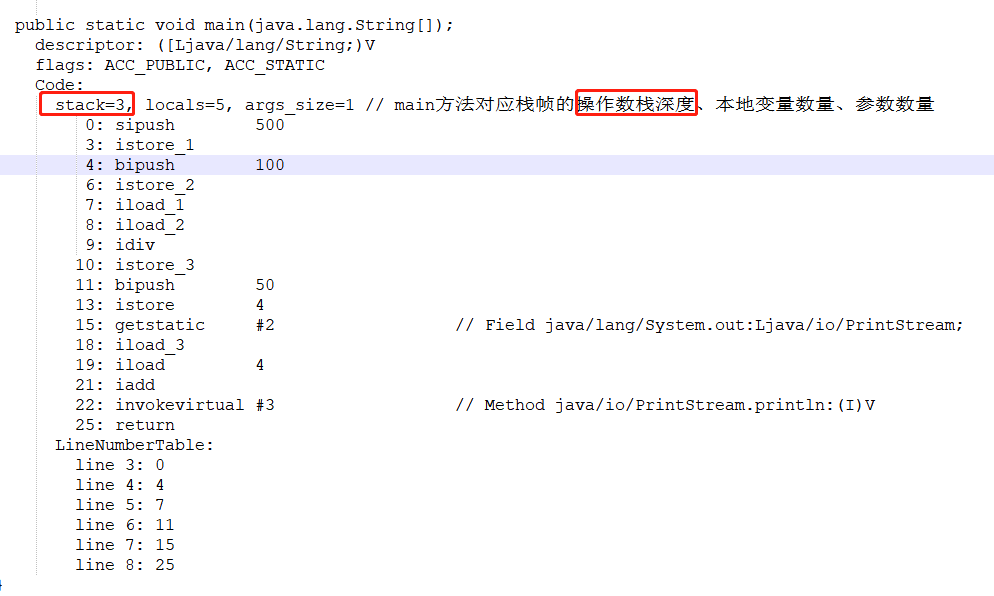 public static void main(java.lang.String[]);
descriptor: ([Ljava/lang/String;)V
flags: ACC_PUBLIC, ACC_STATIC
Code:
stack=3, locals=5, args_size=1 // main方法对应栈帧的操作数栈深度、本地变量数量、参数数量
0: sipush 500
3: istore_1
4: bipush 100
6: istore_2
7: iload_1
8: iload_2
9: idiv
10: istore_3
11: bipush 50
13: istore 4
15: getstatic #2 // Field java/lang/System.out:Ljava/io/PrintStream;
18: iload_3
19: iload 4
21: iadd
22: invokevirtual #3 // Method java/io/PrintStream.println:(I)V
25: return
LineNumberTable:
line 3: 0
line 4: 4
line 5: 7
line 6: 11
line 7: 15
line 8: 25
}